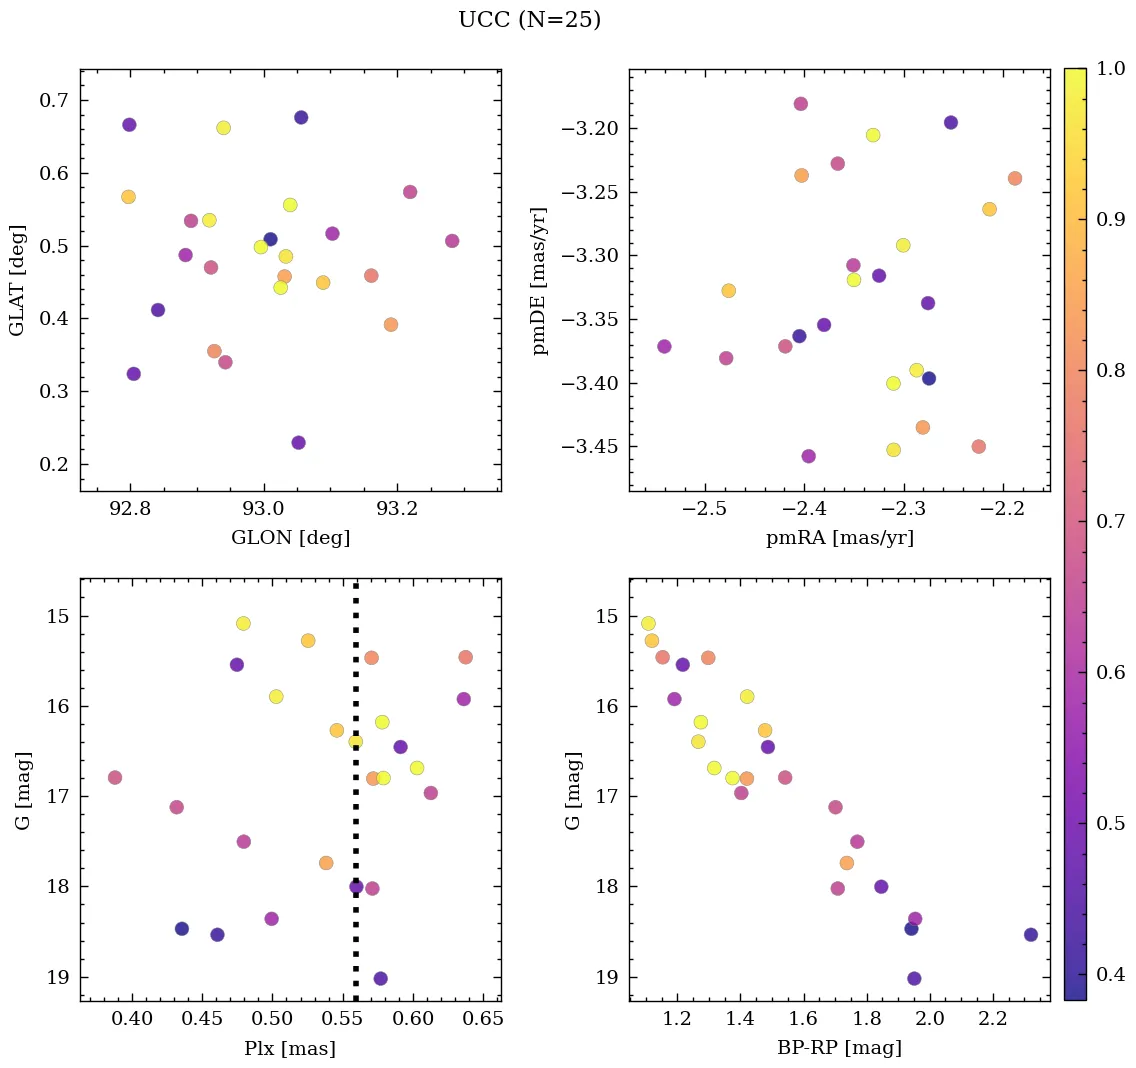 UCC (N=25)
0.7
0.6
0.5
0.4
0.3
0.2
GLAT [deg]
92.8 93.0 93.2
GLON [deg]
−3.20
−3.25
−3.30
−3.35
−3.40
−3.45
pmDE [mas/yr]
−2.5 −2.4 −2.3 −2.2
pmRA [mas/yr]
15
16
17
18
19
G [mag]
0.40 0.45 0.50 0.55 0.60 0.65
Plx [mas]
15
16
17
18
19
G [mag]
1.2 1.4 1.6 1.8 2.0 2.2
BP-RP [mag]
1.0
0.9
0.8
0.7
0.6
0.5
0.4